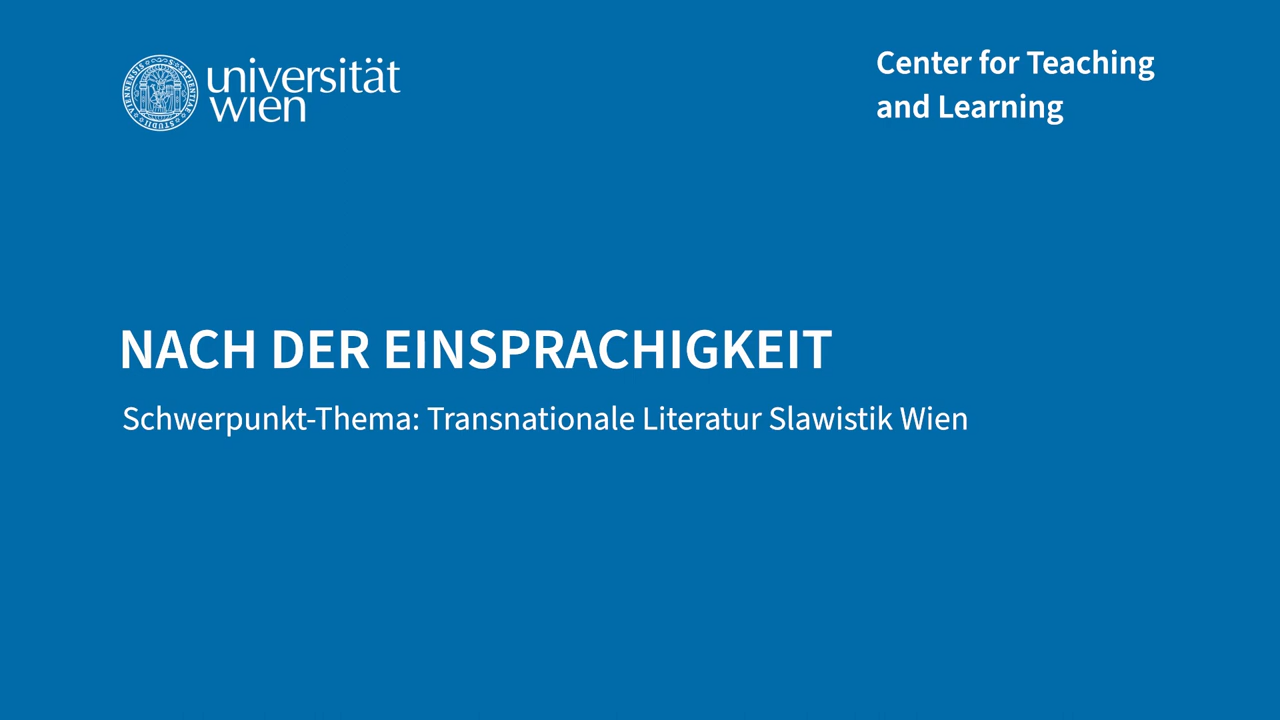 universität
wien
Center for Teaching
and Learning
NACH DER EINSPRACHIGKEIT
Schwerpunkt-Thema: Transnationale Literatur Slawistik Wien